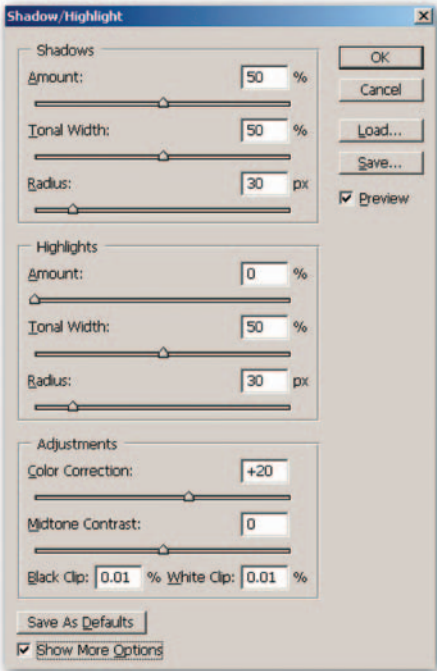 Shadow/Highlight
Shadows
Amount: 50 %
Tonal Width: 50 %
Radius: 30 px
Highlights
Amount: 0 %
Tonal Width: 50 %
Radius: 30 px
Adjustments
Color Correction: +20
Midtone Contrast: 0
Black Clip: 0.01 % White Clip: 0.01 %
Save As Defaults
Show More Options
OK
Cancel
Load...
Save...
Preview